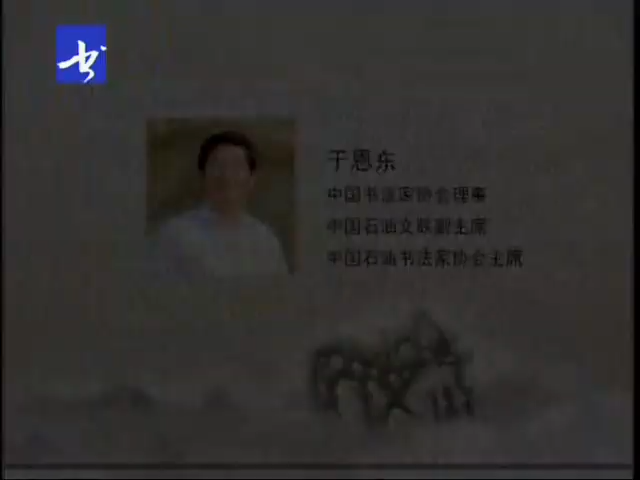 书
于恩东
中国书法家协会理事
中国石油文联副主席
中国石油书法家协会主席